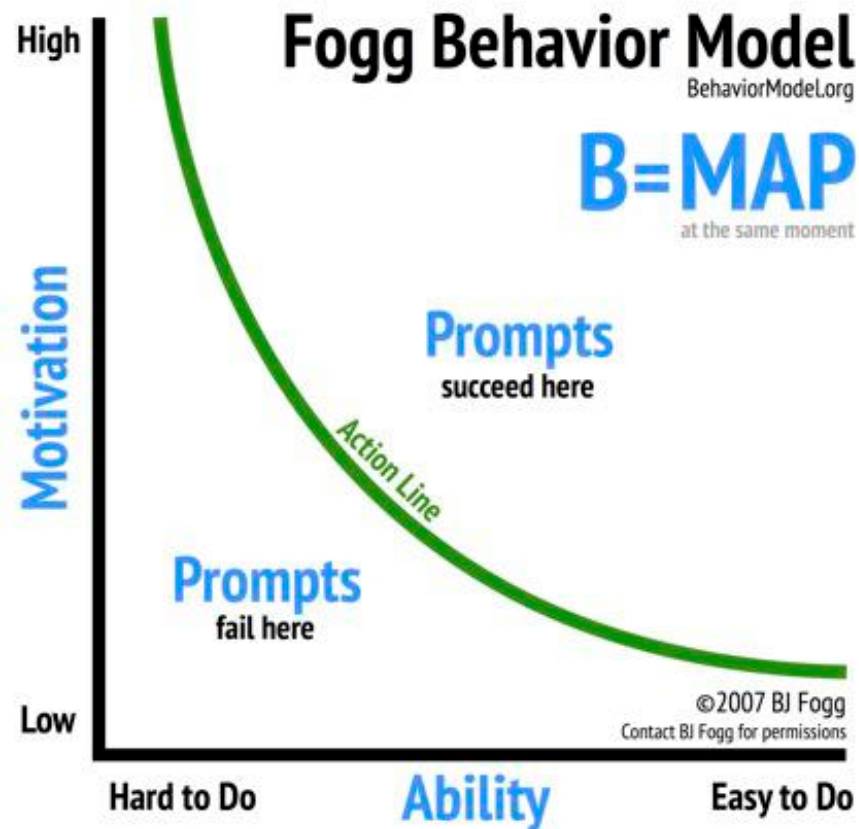 High
Fogg Behavior Model
BehaviorModel.org
B=MAP
at the same moment
Motivation
Prompts
succeed here
Action Line
Prompts
fail here
Low
©2007 BJ Fogg
Contact BJ Fogg for permissions
Hard to Do
Ability
Easy to Do